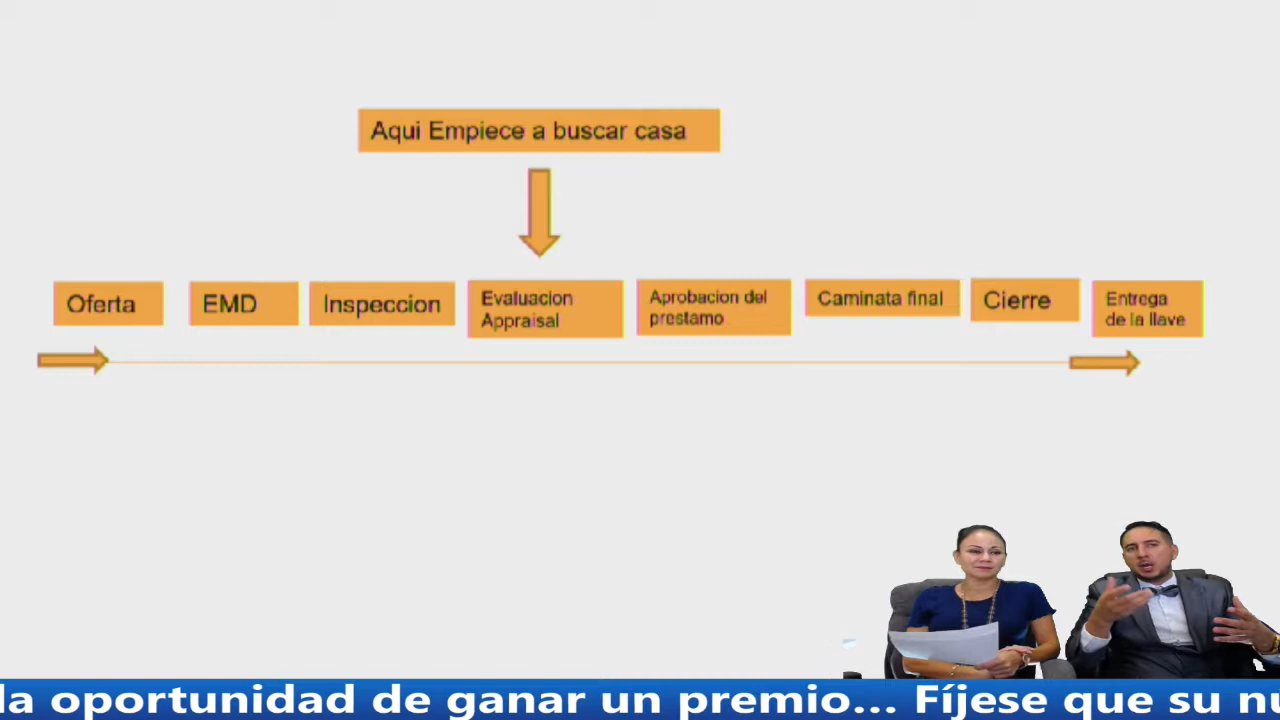 Aqui Empiece a buscar casa
Oferta
EMD
Inspeccion
Evaluacion
Appraisal
Aprobacion del
prestamo
Caminata final
Cierre
Entrega
de la llave
la oportunidad de ganar un premio... Fíjese que su nu